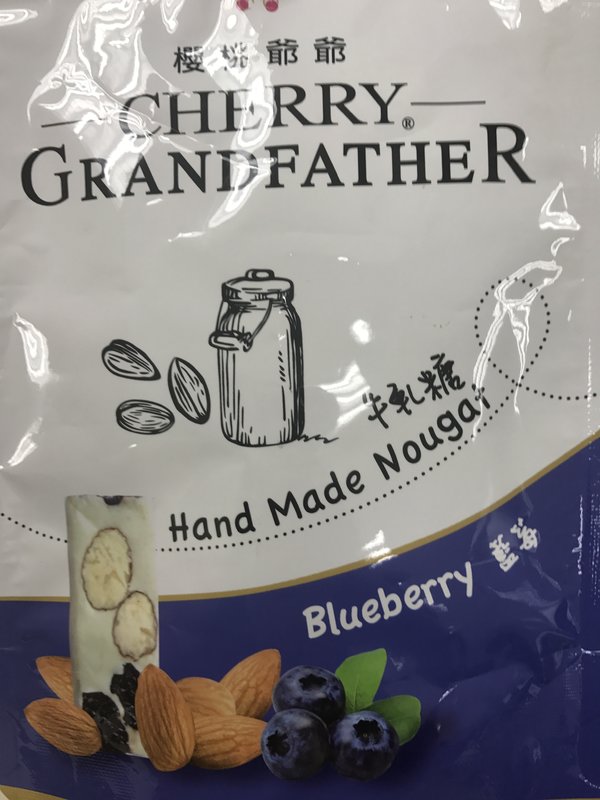 櫻桃爺爺
CHERRY®
GRANDFATHER
牛軋糖
Hand Made Nougat
Blueberry 藍莓